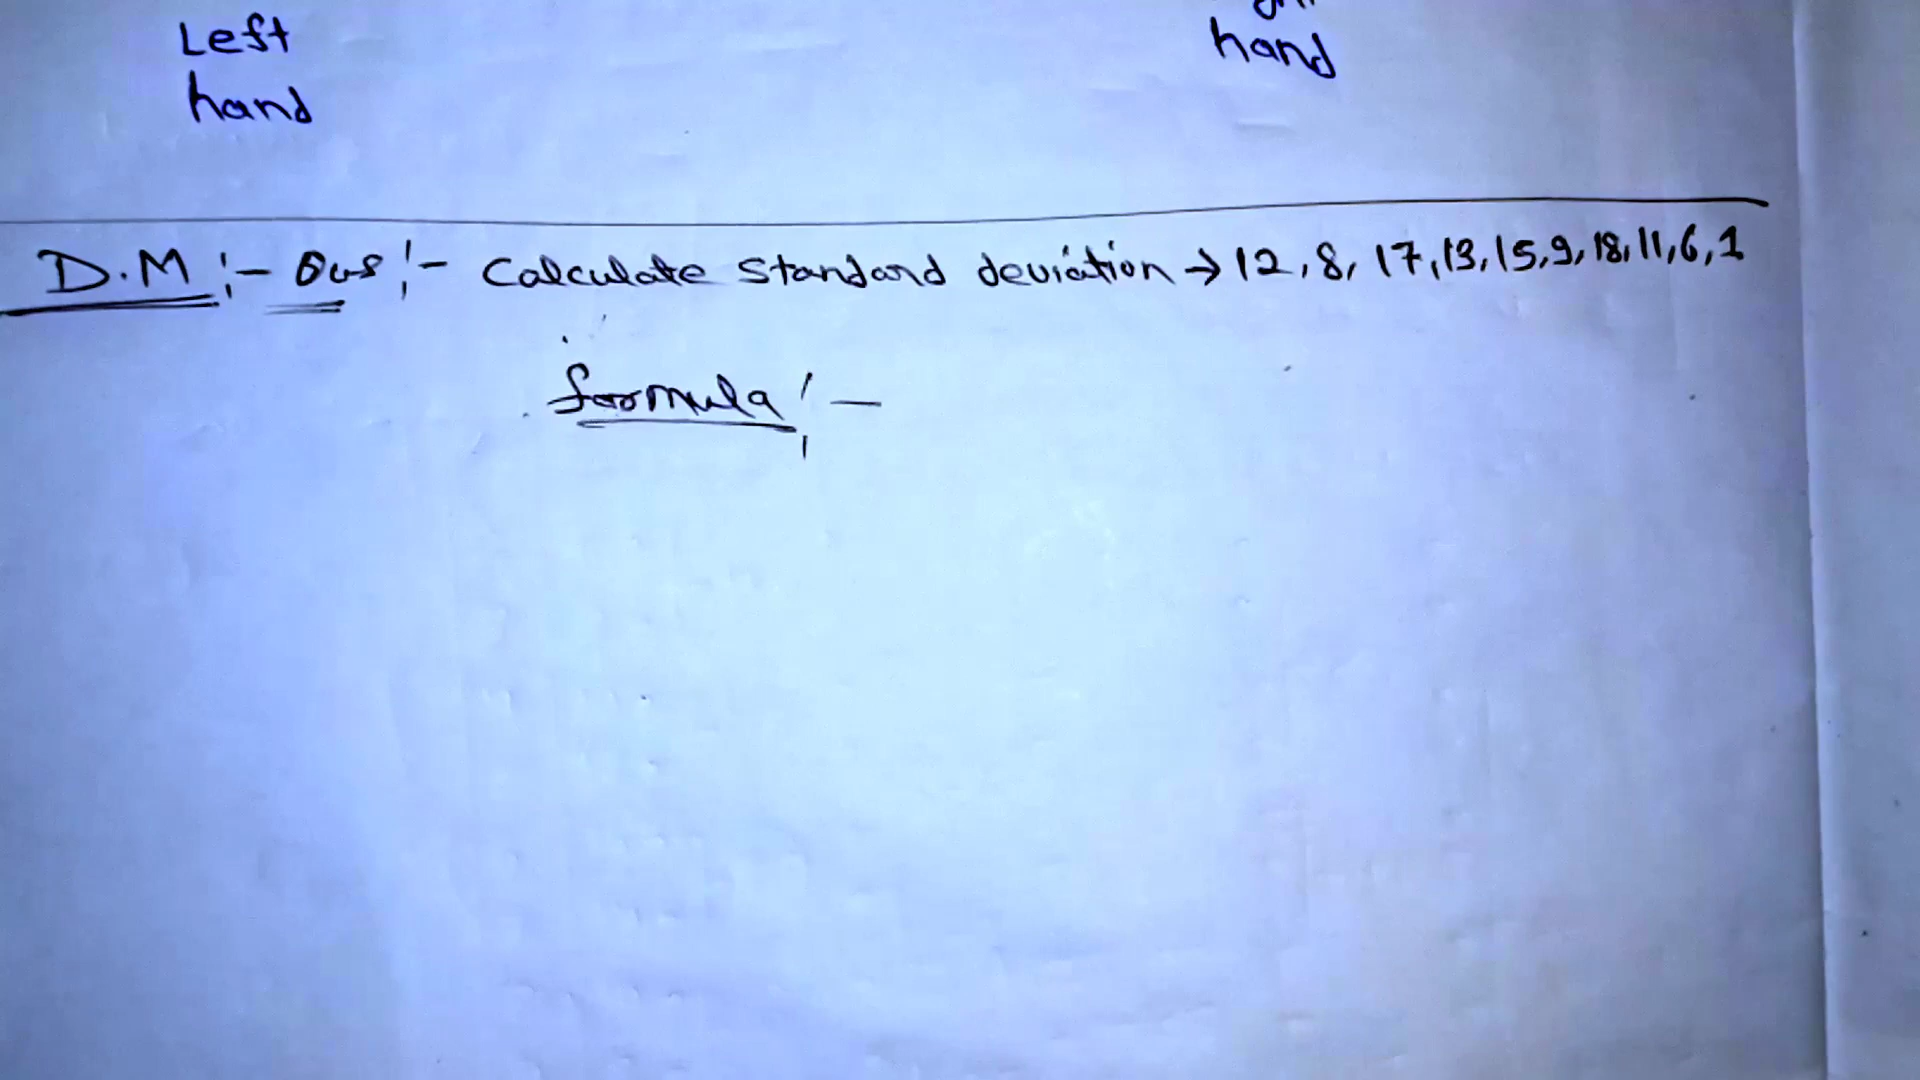 Left
hand
hand
D.M :- Ous :- Calculate Standard deviation → 12, 8, 17, 13, 15, 9, 18, 11, 6, 1
formula :-